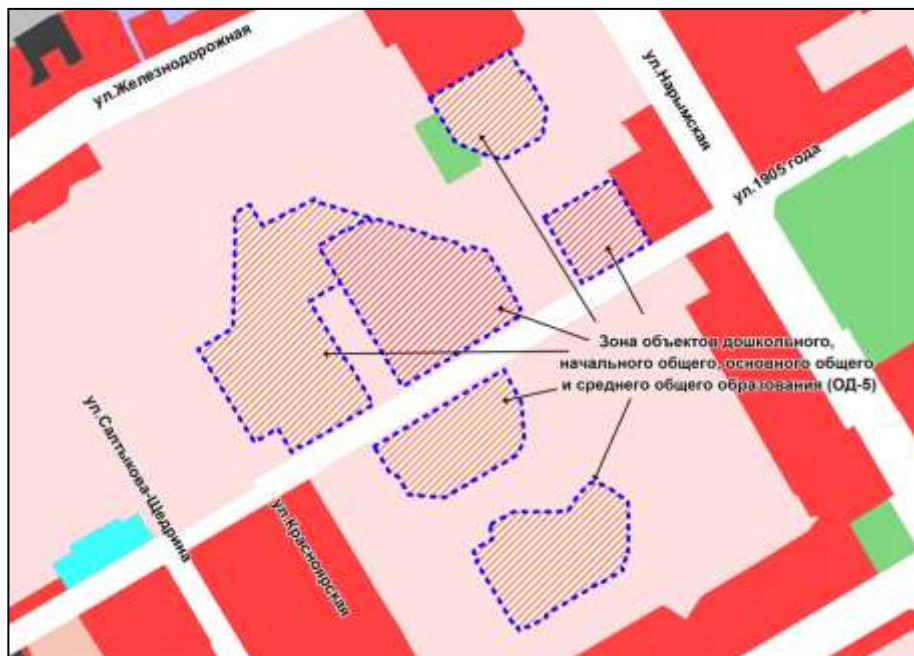 ул.Железнодорожная
ул.Нарымская
ул.1905 года
Зона объектов дошкольного,
начального общего, основного общего
и среднего общего образования (ОД-5)
ул.Салтыкова-Щедрина
ул.Красноярская